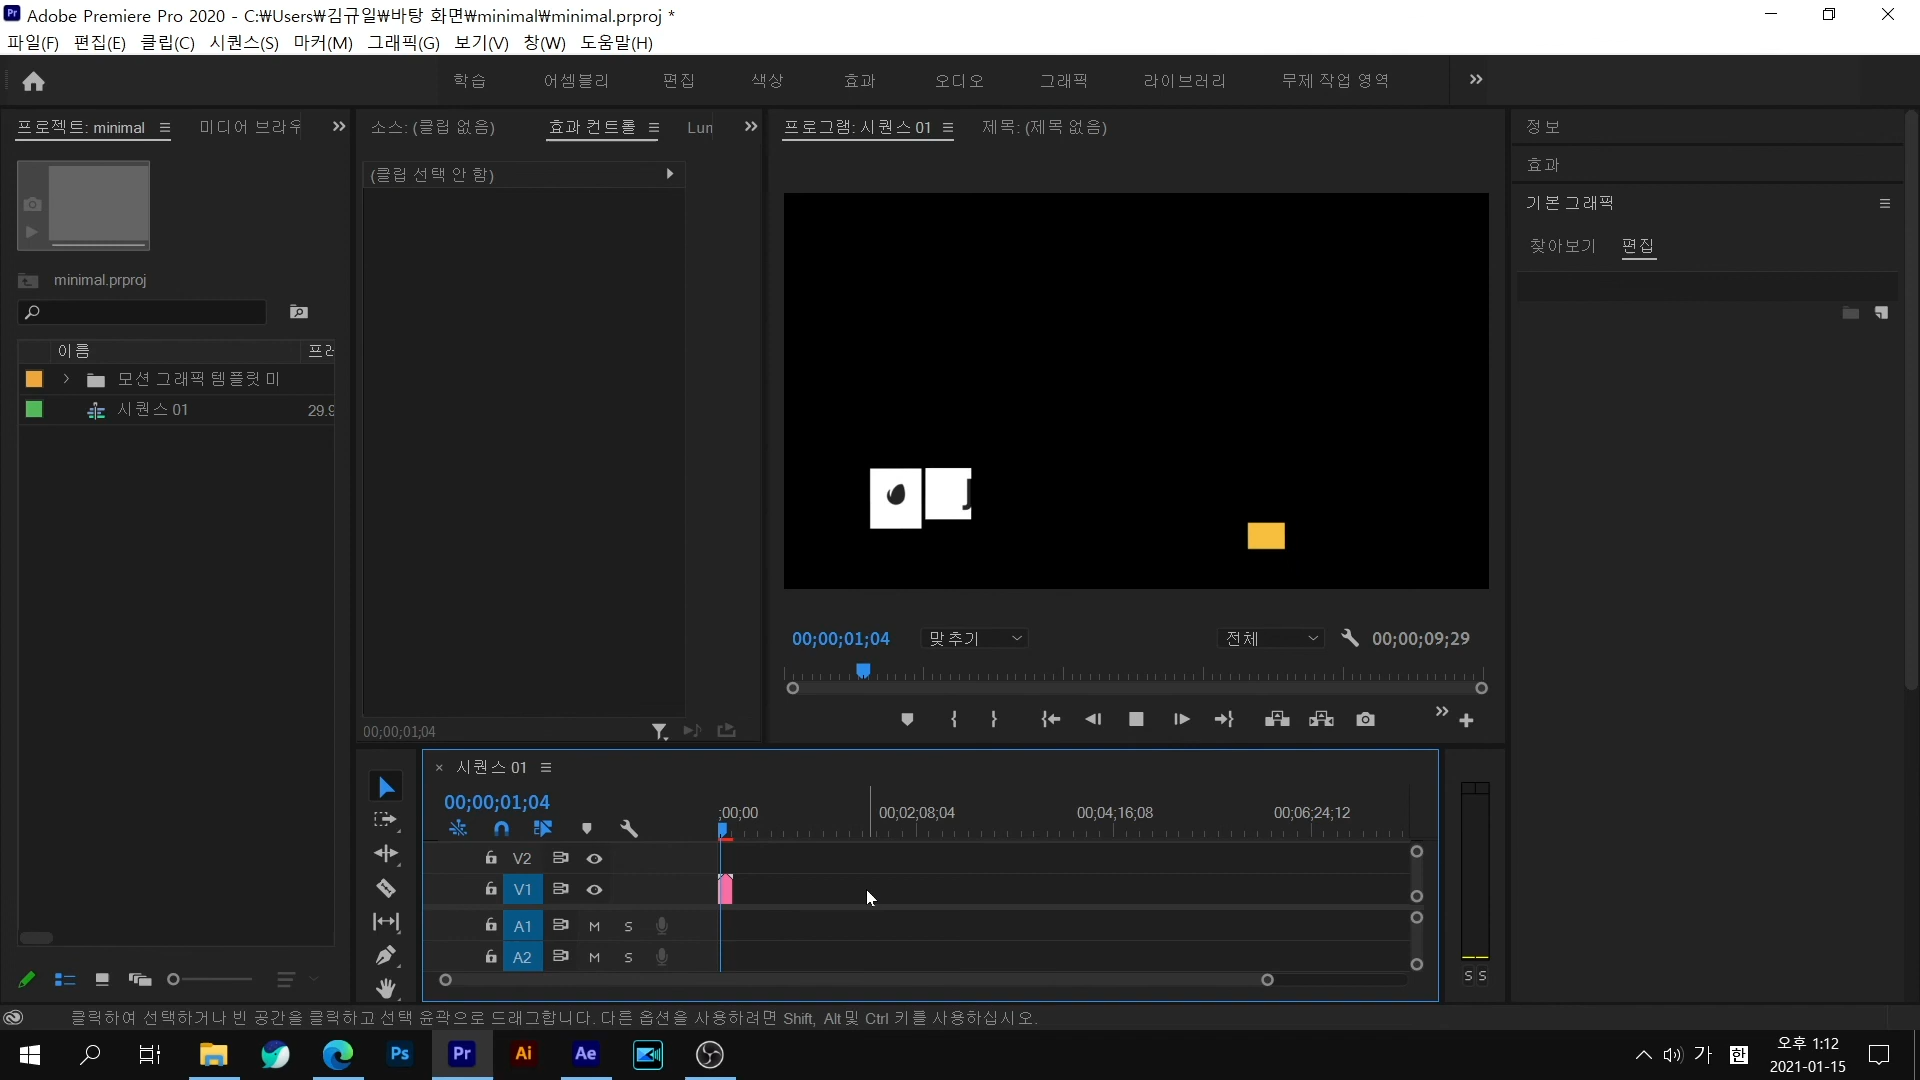 Adobe Premiere Pro 2020 - C:₩Users₩김규일₩바탕 화면₩minimal₩minimal.prproj *
파일(F) 편집(E) 클립(C) 시퀀스(S) 마커(M) 그래픽(G) 보기(V) 창(W) 도움말(H)
학습 어셈블리 편집 색상 효과 오디오 그래픽 라이브러리 무제 작업 영역
프로젝트: minimal 미디어 브라우
minimal.prproj
이름 프레
모션 그래픽 템플릿 미
시퀀스 01 29.9
소스: (클립 없음) 효과 컨트롤 Lum
(클립 선택 안 함)
00;00;01;04
프로그램: 시퀀스 01 제목: (제목 없음)
J
00;00;01;04 맞추기 전체 00;00;09;29
정보
효과
기본 그래픽
찾아보기 편집
× 시퀀스 01
00;00;01;04
;00;00 00;02;08;04 00;04;16;08 00;06;24;12
V2
V1
A1 M S
A2 M S
S S
클릭하여 선택하거나 빈 공간을 클릭하고 선택 윤곽으로 드래그합니다. 다른 옵션을 사용하려면 Shift, Alt 및 Ctrl 키를 사용하십시오.
Ps Pr Ai Ae
가 한 오후 1:12
2021-01-15